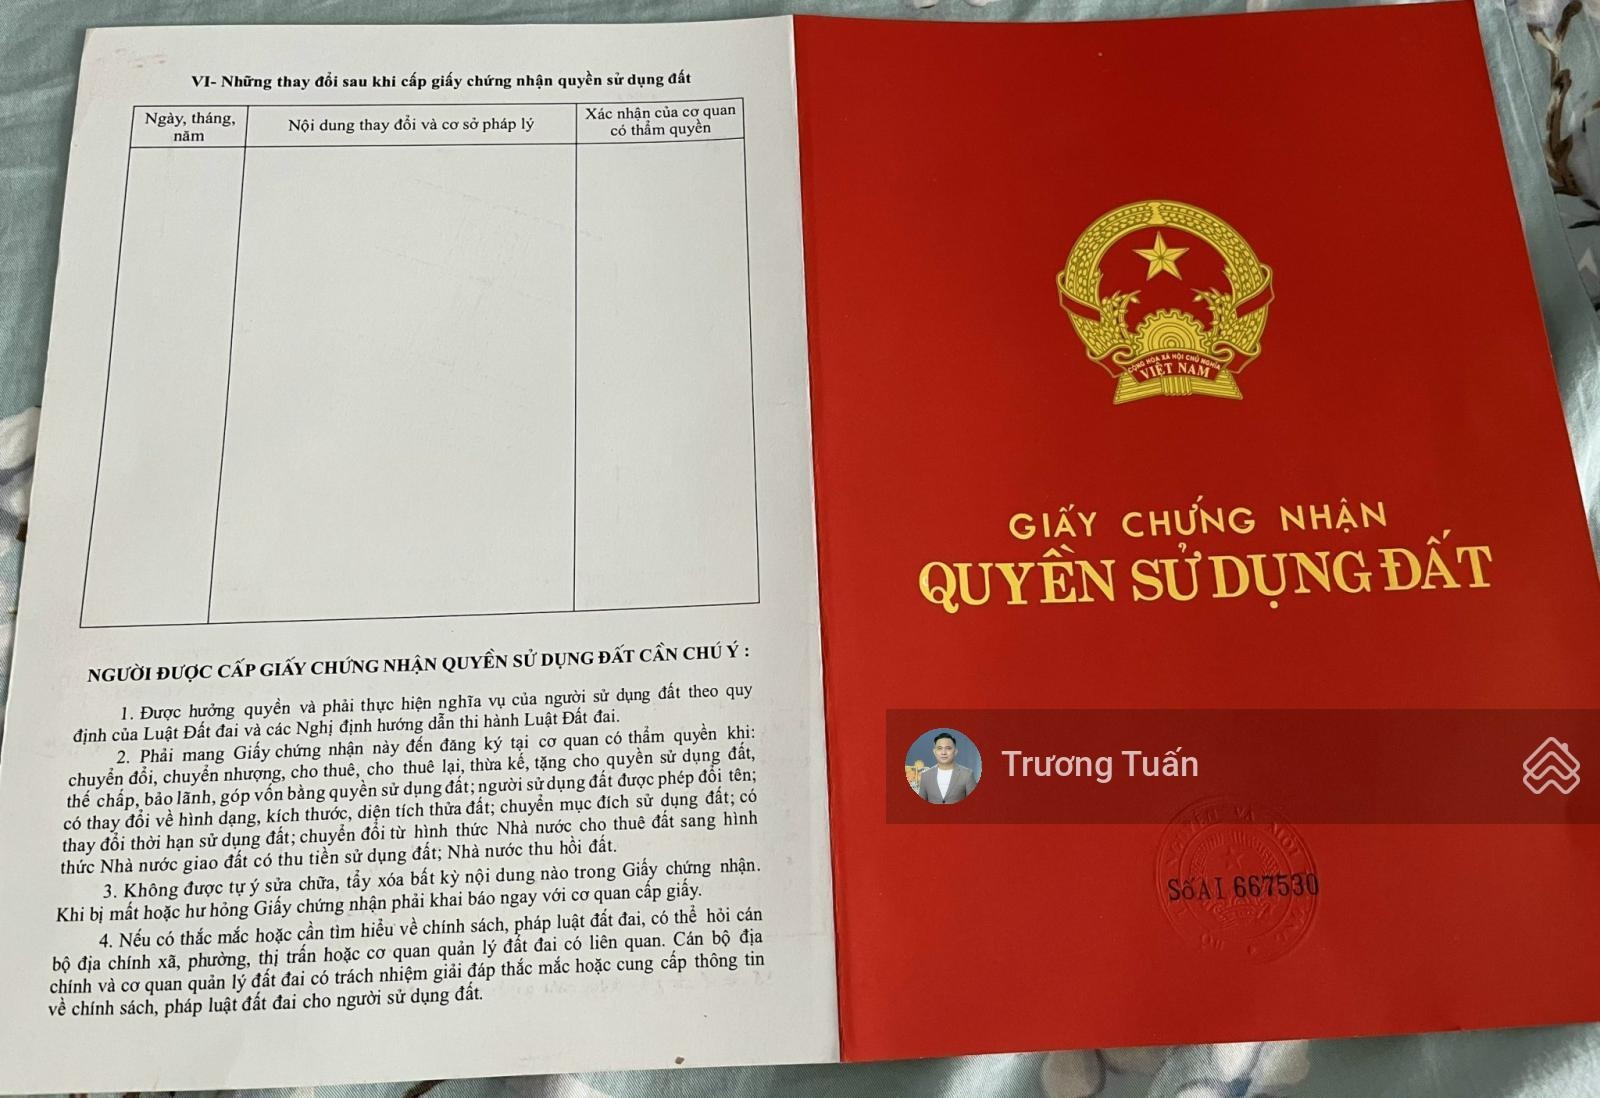 VI- Những thay đổi sau khi cấp giấy chứng nhận quyền sử dụng đất
Ngày, tháng,
năm
Nội dung thay đổi và cơ sở pháp lý
Xác nhận của cơ quan
có thẩm quyền
NGƯỜI ĐƯỢC CẤP GIẤY CHỨNG NHẬN QUYỀN SỬ DỤNG ĐẤT CẦN CHÚ Ý :
1. Được hưởng quyền và phải thực hiện nghĩa vụ của người sử dụng đất theo quy
định của Luật Đất đai và các Nghị định hướng dẫn thi hành Luật Đất đai.
2. Phải mang Giấy chứng nhận này đến đăng ký tại cơ quan có thẩm quyền khi:
chuyển đổi, chuyển nhượng, cho thuê, cho thuê lại, thừa kế, tặng cho quyền sử dụng đất,
thế chấp, bảo lãnh, góp vốn bằng quyền sử dụng đất; người sử dụng đất được phép đổi tên;
có thay đổi về hình dạng, kích thước, diện tích thửa đất; chuyển mục đích sử dụng đất; có
thay đổi thời hạn sử dụng đất; chuyển đổi từ hình thức Nhà nước cho thuê đất sang hình
thức Nhà nước giao đất có thu tiền sử dụng đất; Nhà nước thu hồi đất.
3. Không được tự ý sửa chữa, tẩy xóa bất kỳ nội dung nào trong Giấy chứng nhận.
Khi bị mất hoặc hư hỏng Giấy chứng nhận phải khai báo ngay với cơ quan cấp giấy.
4. Nếu có thắc mắc hoặc cần tìm hiểu về chính sách, pháp luật đất đai, có thể hỏi cán
bộ địa chính xã, phường, thị trấn hoặc cơ quan quản lý đất đai có liên quan. Cán bộ địa
chính và cơ quan quản lý đất đai có trách nhiệm giải đáp thắc mắc hoặc cung cấp thông tin
về chính sách, pháp luật đất đai cho người sử dụng đất.
CỘNG HÒA XÃ HỘI CHỦ NGHĨA
VIỆT NAM
GIẤY CHỨNG NHẬN
QUYỀN SỬ DỤNG ĐẤT
Trương Tuấn
Số AI 667530